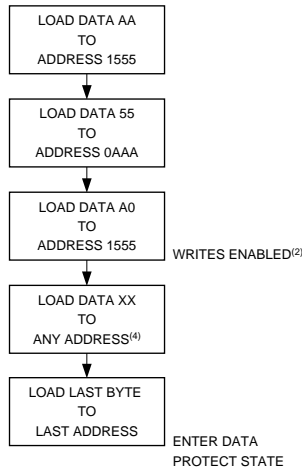 LOAD DATA AA
TO
ADDRESS 1555
LOAD DATA 55
TO
ADDRESS 0AAA
LOAD DATA A0
TO
ADDRESS 1555
WRITES ENABLED(2)
LOAD DATA XX
TO
ANY ADDRESS(4)
LOAD LAST BYTE
TO
LAST ADDRESS
ENTER DATA
PROTECT STATE